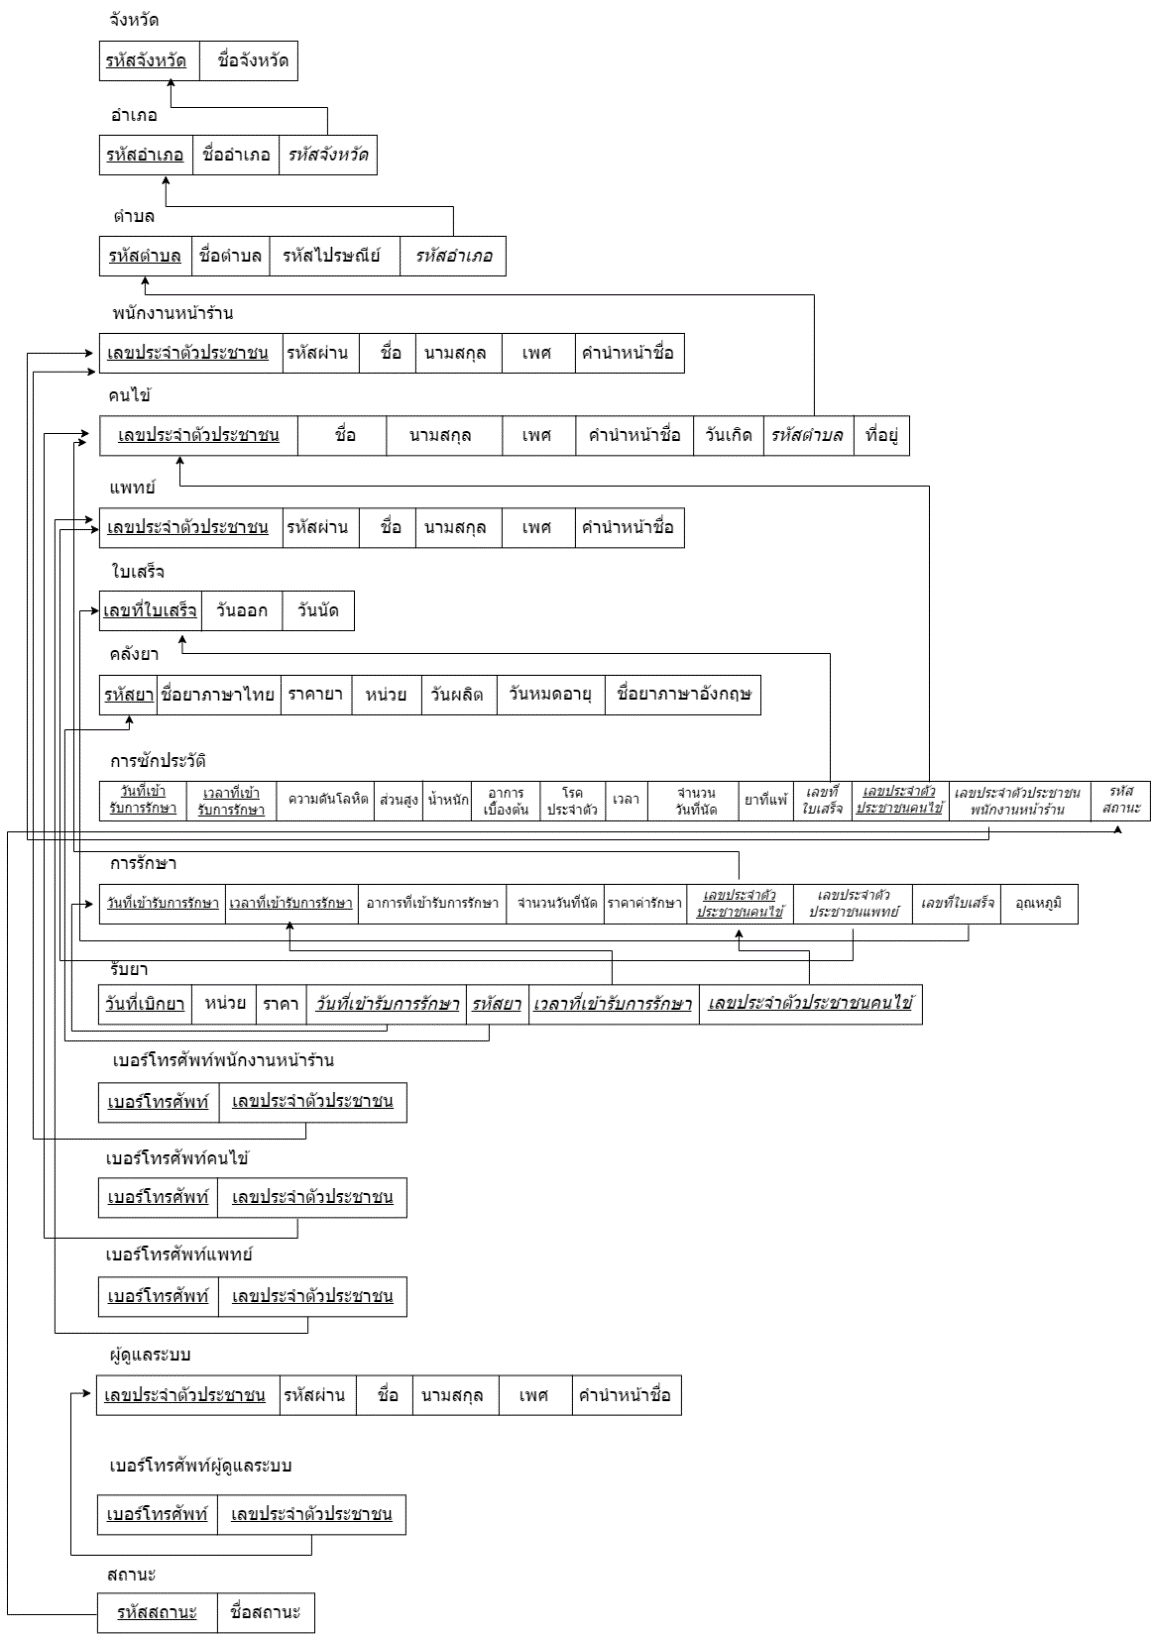 จังหวัด
รหัสจังหวัด ชื่อจังหวัด
อำเภอ
รหัสอำเภอ ชื่ออำเภอ รหัสจังหวัด
ตำบล
รหัสตำบล ชื่อตำบล รหัสไปรษณีย์ รหัสอำเภอ
พนักงานหน้าร้าน
เลขประจำตัวประชาชน รหัสผ่าน ชื่อ นามสกุล เพศ คำนำหน้าชื่อ
คนไข้
เลขประจำตัวประชาชน ชื่อ นามสกุล เพศ คำนำหน้าชื่อ วันเกิด รหัสตำบล ที่อยู่
แพทย์
เลขประจำตัวประชาชน รหัสผ่าน ชื่อ นามสกุล เพศ คำนำหน้าชื่อ
ใบเสร็จ
เลขที่ใบเสร็จ วันออก วันนัด
คลังยา
รหัสยา ชื่อยาภาษาไทย ราคายา หน่วย วันผลิต วันหมดอายุ ชื่อยาภาษาอังกฤษ
การซักประวัติ
วันที่เข้า
รับการรักษา
เวลาที่เข้า
รับการรักษา
ความดันโลหิต
ส่วนสูง
น้ำหนัก
อาการ
เบื้องต้น
โรค
ประจำตัว
เวลา
จำนวน
วันที่นัด
ยาที่แพ้
เลขที่
ใบเสร็จ
เลขประจำตัว
ประชาชนคนไข้
เลขประจำตัวประชาชน
พนักงานหน้าร้าน
รหัส
สถานะ
การรักษา
วันที่เข้ารับการรักษา
เวลาที่เข้ารับการรักษา
อาการที่เข้ารับการรักษา
จำนวนวันที่นัด
ราคาค่ารักษา
เลขประจำตัว
ประชาชนคนไข้
เลขประจำตัว
ประชาชนแพทย์
เลขที่ใบเสร็จ
อุณหภูมิ
รับยา
วันที่เบิกยา หน่วย ราคา วันที่เข้ารับการรักษา รหัสยา เวลาที่เข้ารับการรักษา เลขประจำตัวประชาชนคนไข้
เบอร์โทรศัพท์พนักงานหน้าร้าน
เบอร์โทรศัพท์ เลขประจำตัวประชาชน
เบอร์โทรศัพท์คนไข้
เบอร์โทรศัพท์ เลขประจำตัวประชาชน
เบอร์โทรศัพท์แพทย์
เบอร์โทรศัพท์ เลขประจำตัวประชาชน
ผู้ดูแลระบบ
เลขประจำตัวประชาชน รหัสผ่าน ชื่อ นามสกุล เพศ คำนำหน้าชื่อ
เบอร์โทรศัพท์ผู้ดูแลระบบ
เบอร์โทรศัพท์ เลขประจำตัวประชาชน
สถานะ
รหัสสถานะ ชื่อสถานะ